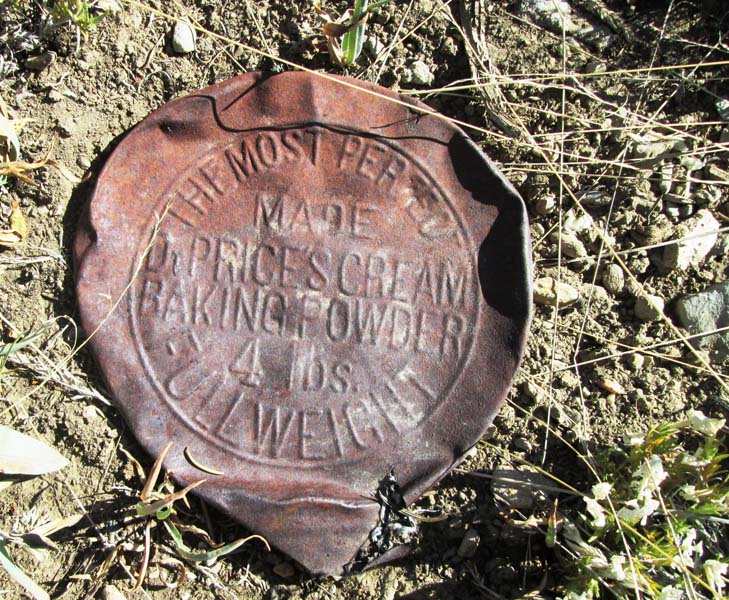 THE MOST PERFECT
MADE
Dr PRICE'S CREAM
BAKING POWDER
4 lbs.
FULL WEIGHT